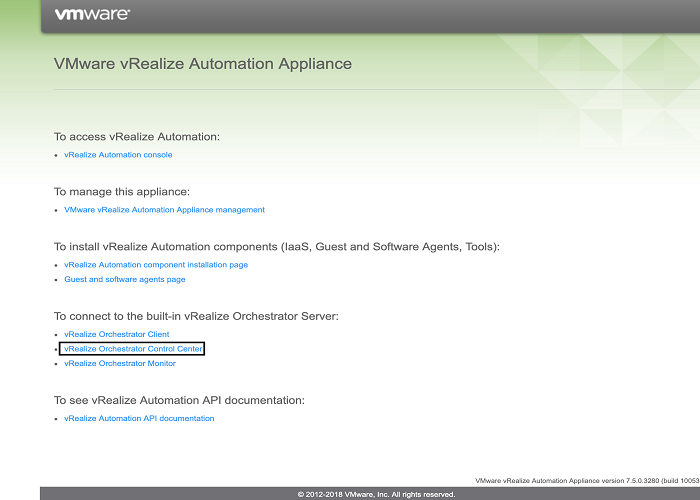 vmware®
VMware vRealize Automation Appliance
To access vRealize Automation:
• vRealize Automation console
To manage this appliance:
• VMware vRealize Automation Appliance management
To install vRealize Automation components (IaaS, Guest and Software Agents, Tools):
• vRealize Automation component installation page
• Guest and software agents page
To connect to the built-in vRealize Orchestrator Server:
• vRealize Orchestrator Client
• vRealize Orchestrator Control Center
• vRealize Orchestrator Monitor
To see vRealize Automation API documentation:
• vRealize Automation API documentation
VMware vRealize Automation Appliance version 7.5.0.3280 (build
© 2012-2018 VMware, Inc. All rights reserved.